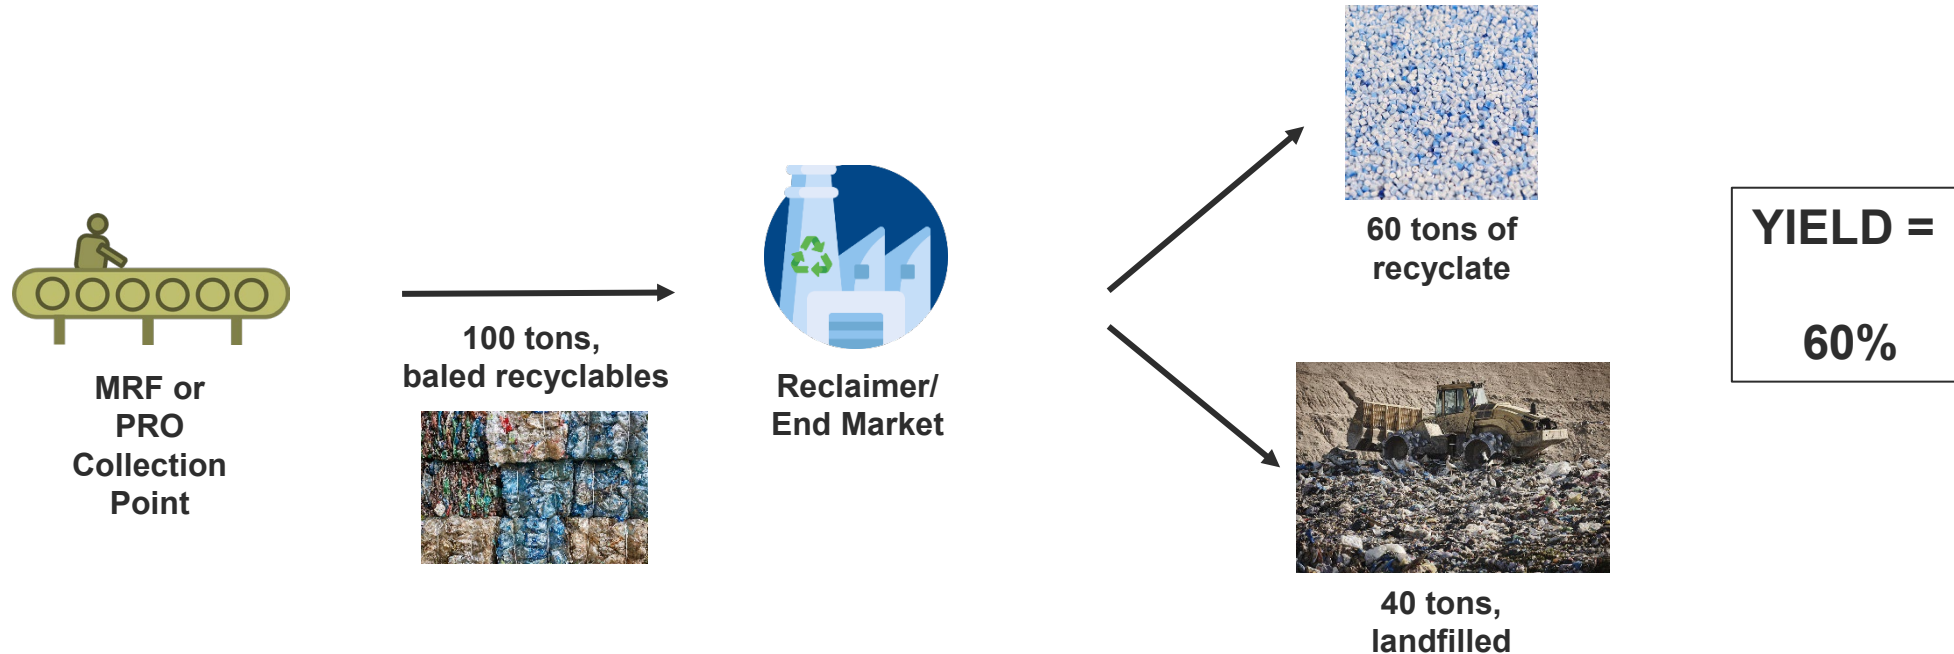 MRF or
PRO
Collection
Point
100 tons,
baled recyclables
Reclaimer/
End Market
60 tons of
recyclate
40 tons,
landfilled
YIELD =
60%